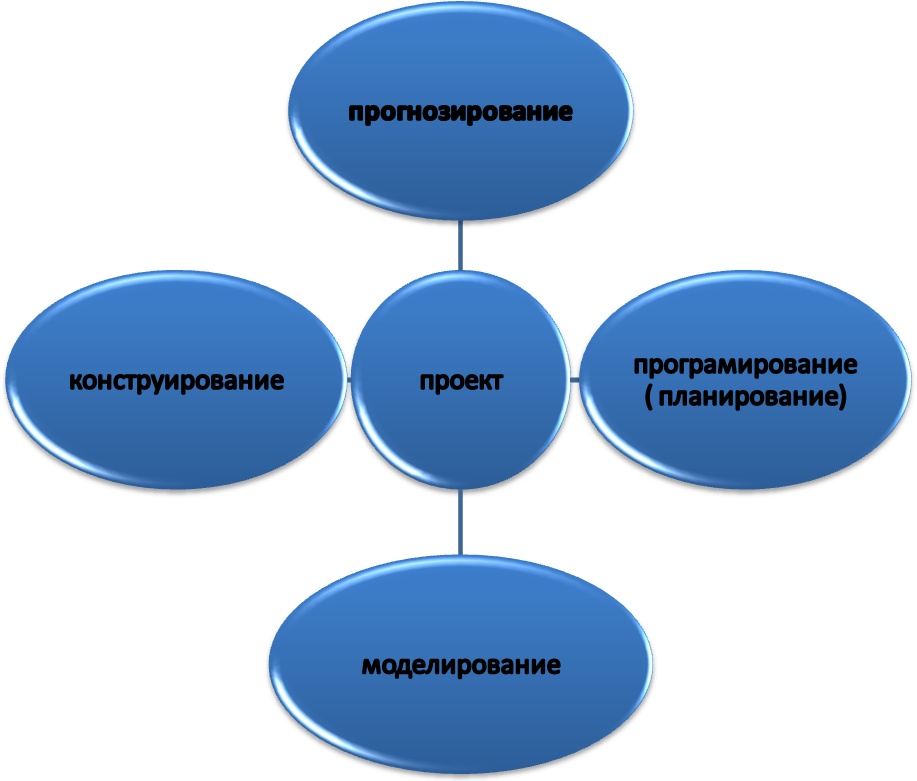 прогнозирование
конструирование
проект
програмирование
( планирование)
моделирование